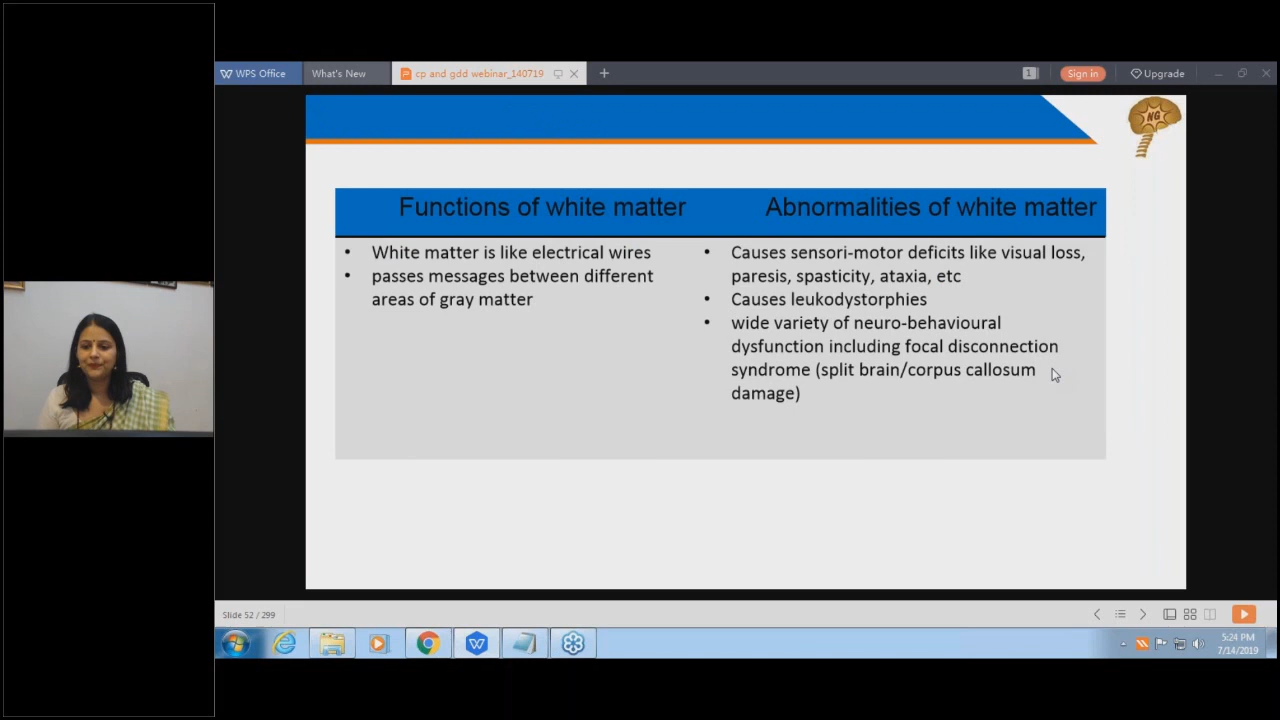 WPS Office
What's New
cp and gdd webinar_140719
1
Sign in
Upgrade
NG
Functions of white matter
Abnormalities of white matter
• White matter is like electrical wires
• passes messages between different
areas of gray matter
• Causes sensori-motor deficits like visual loss,
paresis, spasticity, ataxia, etc
• Causes leukodystorphies
• wide variety of neuro-behavioural
dysfunction including focal disconnection
syndrome (split brain/corpus callosum
damage)
Slide 52 / 299
5:24 PM
7/14/2019